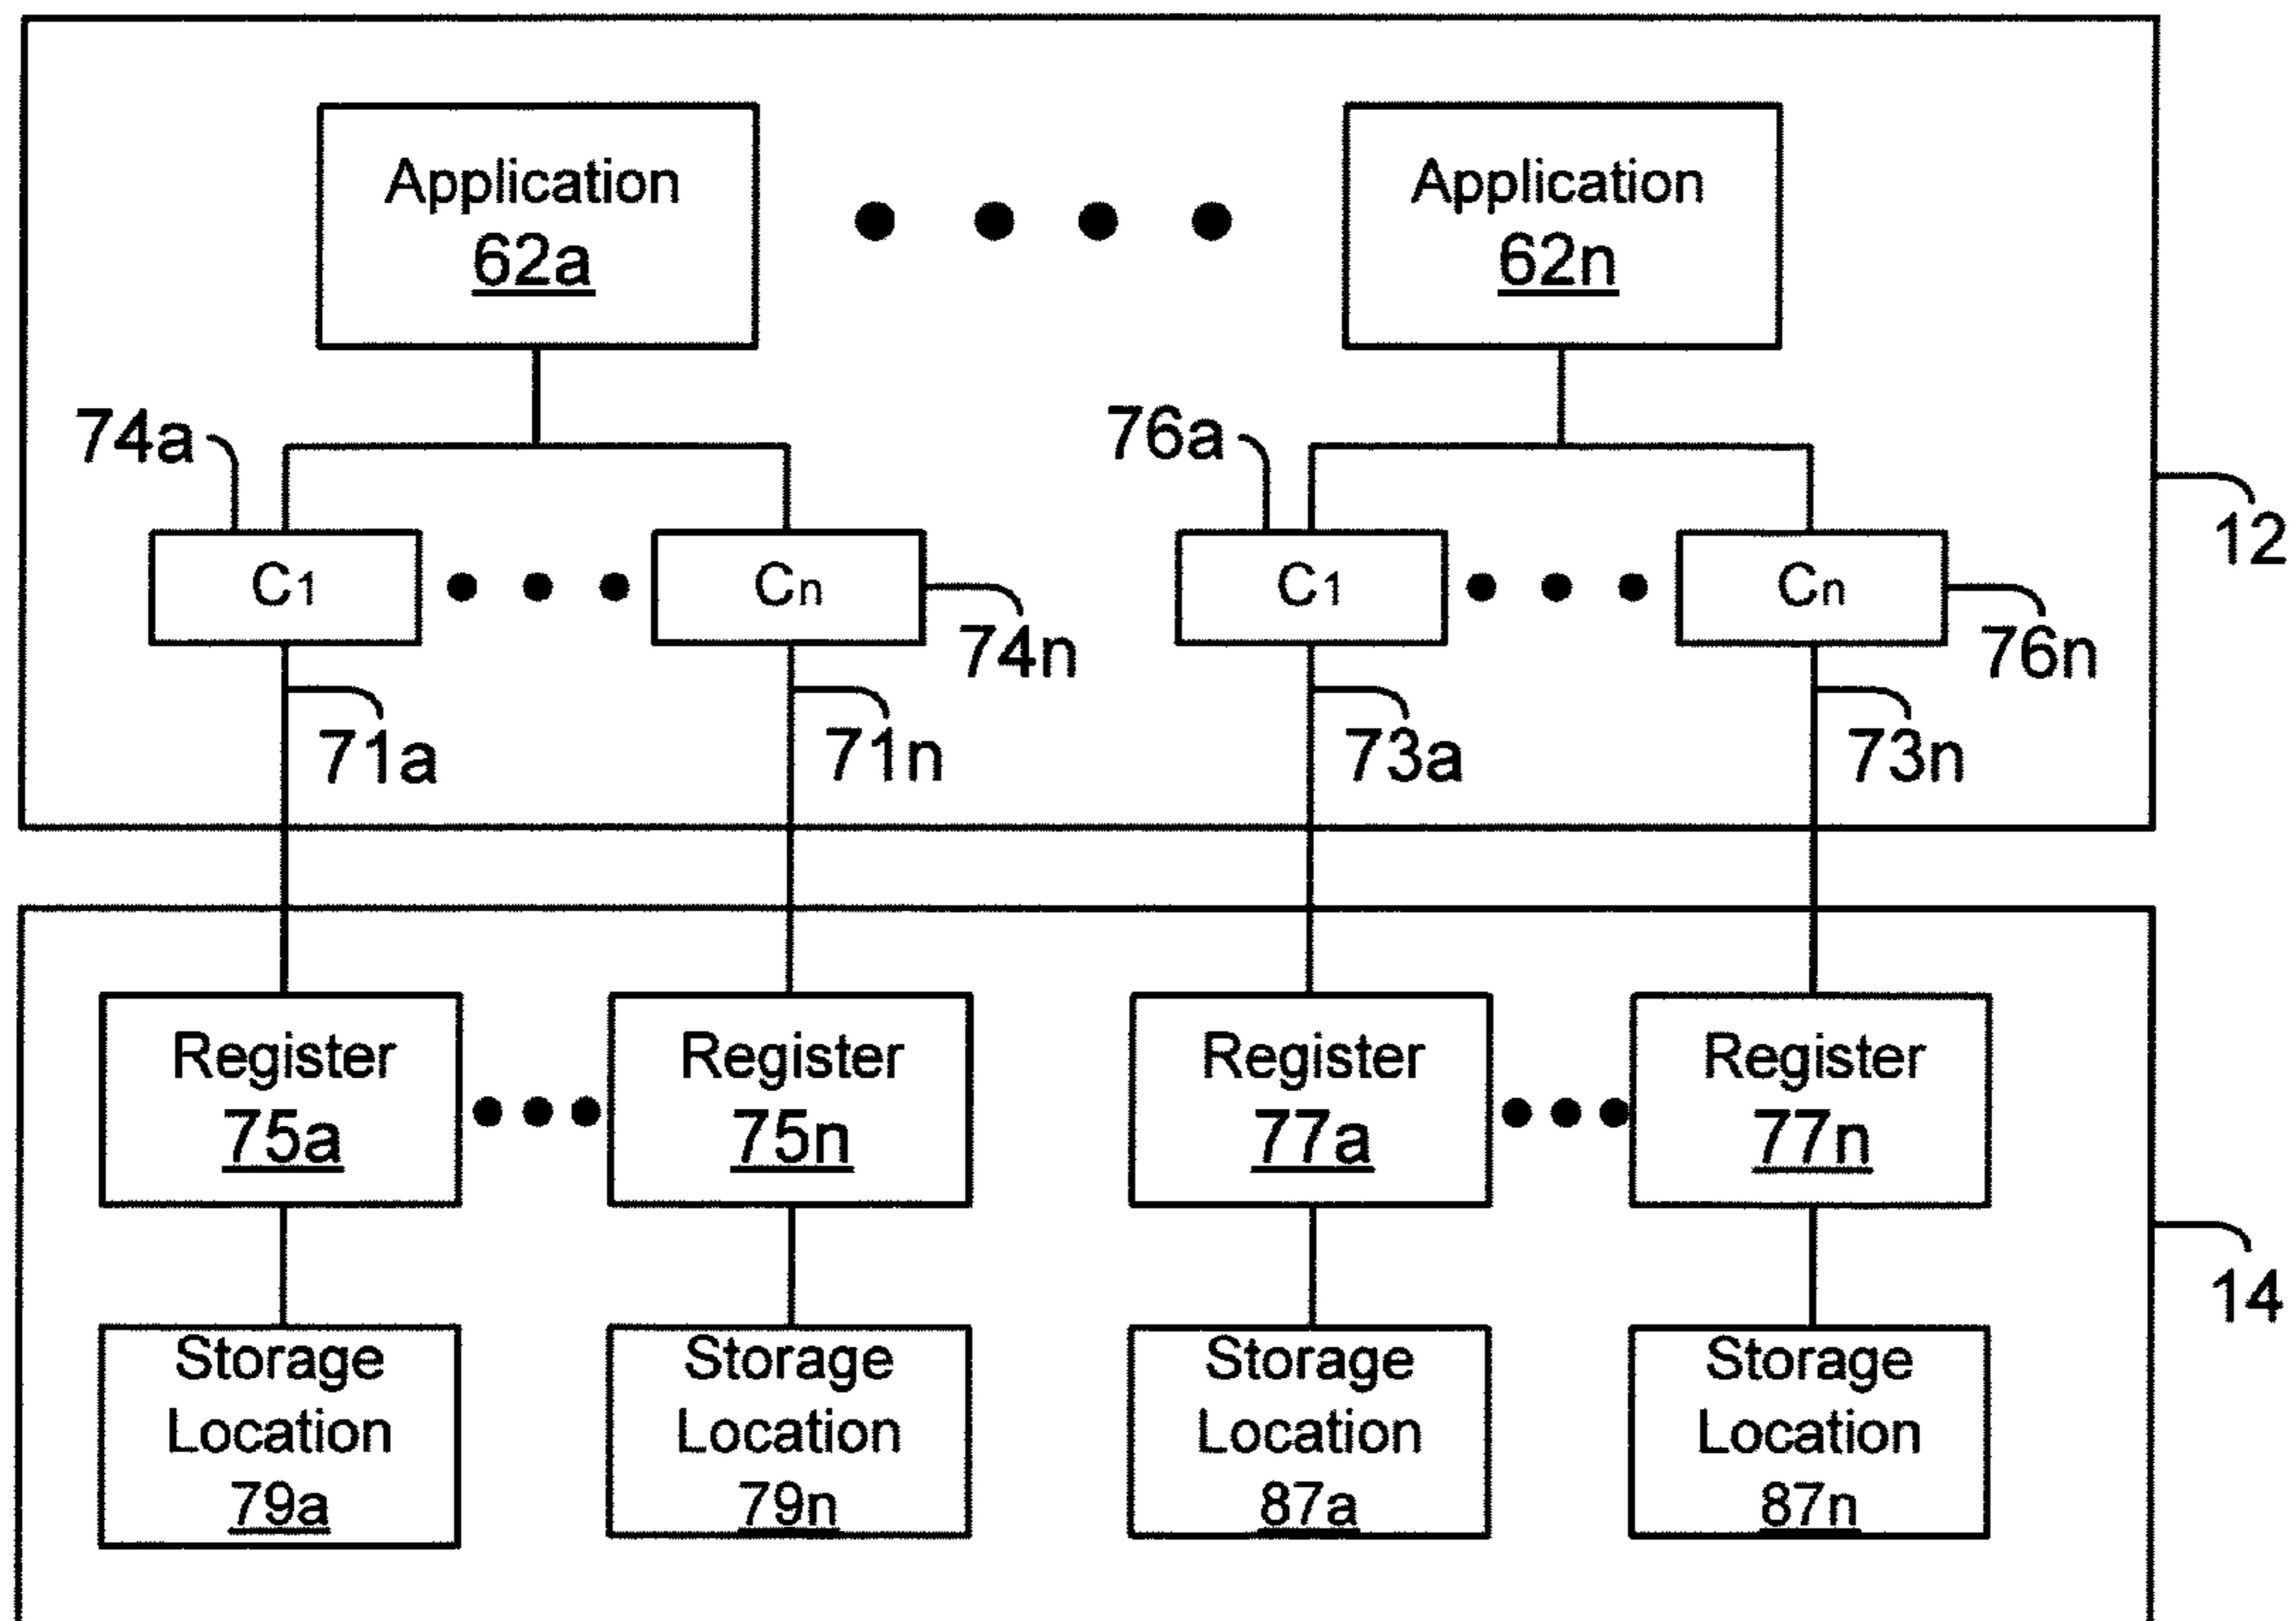 Application
62a
Application
62n
74a
76a
12
C1
Cn
C1
Cn
74n
76n
71a
71n
73a
73n
Register
75a
Register
75n
Register
77a
Register
77n
14
Storage
Location
79a
Storage
Location
79n
Storage
Location
87a
Storage
Location
87n